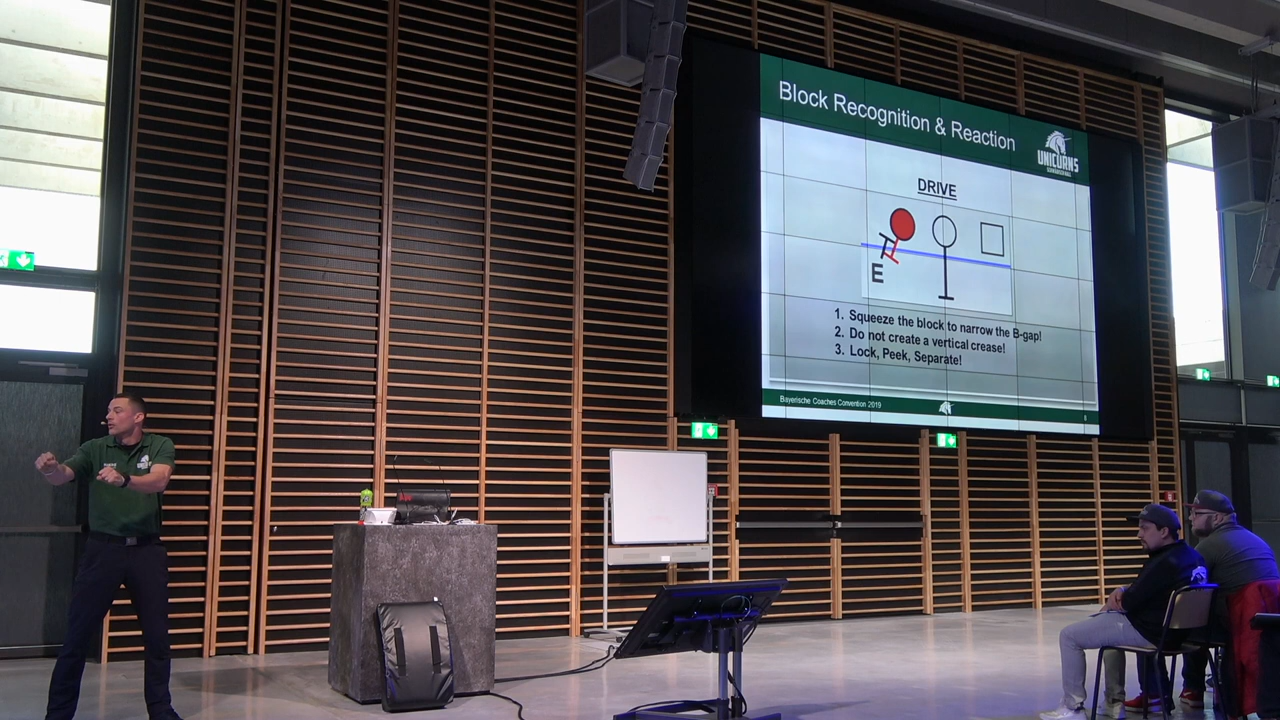 Block Recognition & Reaction
UNICORNS
DRIVE
E
1. Squeeze the block to narrow the B-gap!
2. Do not create a vertical crease!
3. Lock, Peek, Separate!
Bayerische Coaches Convention 2019